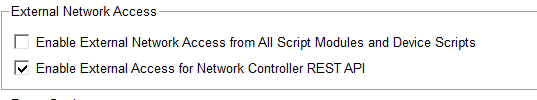 External Network Access
Enable External Network Access from All Script Modules and Device Scripts
Enable External Access for Network Controller REST API